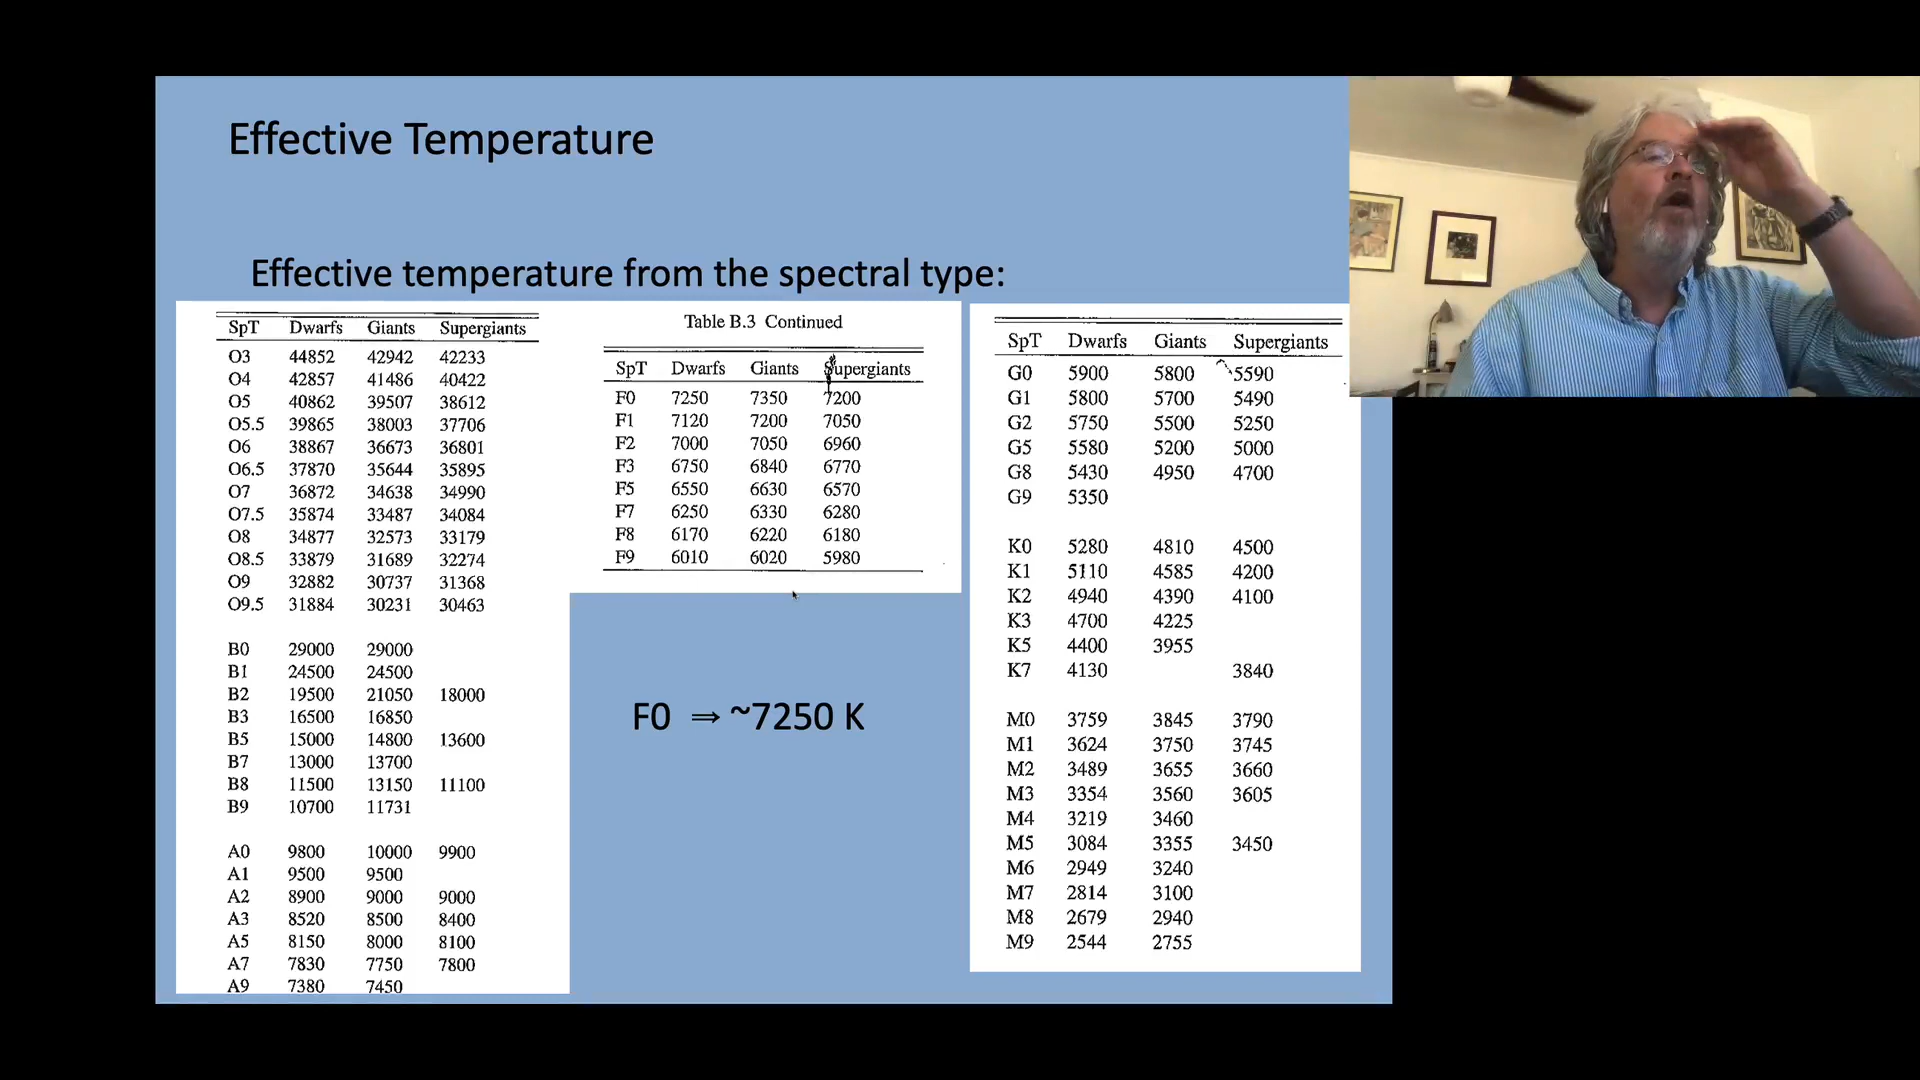 Effective Temperature
Effective temperature from the spectral type:
SpT Dwarfs Giants Supergiants
O3 44852 42942 42233
O4 42857 41486 40422
O5 40862 39507 38612
O5.5 39865 38003 37706
O6 38867 36673 36801
O6.5 37870 35644 35895
O7 36872 34638 34990
O7.5 35874 33487 34084
O8 34877 32573 33179
O8.5 33879 31689 32274
O9 32882 30737 31368
O9.5 31884 30231 30463
B0 29000 29000
B1 24500 24500
B2 19500 21050 18000
B3 16500 16850
B5 15000 14800 13600
B7 13000 13700
B8 11500 13150 11100
B9 10700 11731
A0 9800 10000 9900
A1 9500 9500
A2 8900 9000 9000
A3 8520 8500 8400
A5 8150 8000 8100
A7 7830 7750 7800
A9 7380 7450
Table B.3 Continued
SpT Dwarfs Giants Supergiants
F0 7250 7350 7200
F1 7120 7200 7050
F2 7000 7050 6960
F3 6750 6840 6770
F5 6550 6630 6570
F7 6250 6330 6280
F8 6170 6220 6180
F9 6010 6020 5980
F0 ⇒ ~7250 K
SpT Dwarfs Giants Supergiants
G0 5900 5800 5590
G1 5800 5700 5490
G2 5750 5500 5250
G5 5580 5200 5000
G8 5430 4950 4700
G9 5350
K0 5280 4810 4500
K1 5110 4585 4200
K2 4940 4390 4100
K3 4700 4225
K5 4400 3955
K7 4130 3840
M0 3759 3845 3790
M1 3624 3750 3745
M2 3489 3655 3660
M3 3354 3560 3605
M4 3219 3460
M5 3084 3355 3450
M6 2949 3240
M7 2814 3100
M8 2679 2940
M9 2544 2755